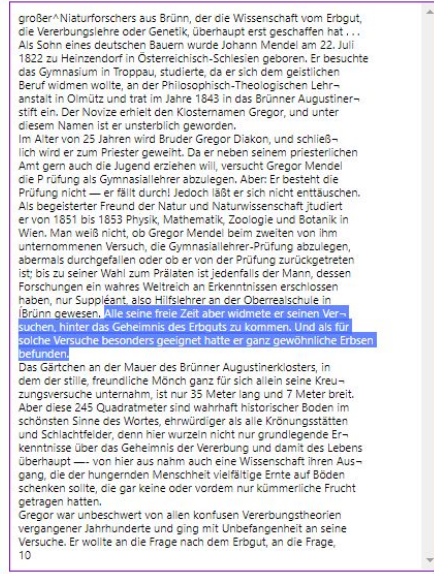 großer^Niaturforschers aus Brünn, der die Wissenschaft vom Erbgut,
die Vererbungslehre oder Genetik, überhaupt erst geschaffen hat . . .
Als Sohn eines deutschen Bauern wurde Johann Mendel am 22. Juli
1822 zu Heinzendorf in Österreichisch-Schlesien geboren. Er besuchte
das Gymnasium in Troppau, studierte, da er sich dem geistlichen
Beruf widmen wollte, an der Philosophisch-Theologischen Lehr¬
anstalt in Olmütz und trat im Jahre 1843 in das Brünner Augustiner¬
stift ein. Der Novize erhielt den Klosternamen Gregor, und unter
diesem Namen ist er unsterblich geworden.
Im Alter von 25 Jahren wird Bruder Gregor Diakon, und schließ¬
lich wird er zum Priester geweiht. Da er neben seinem priesterlichen
Amt gern auch die Jugend erziehen will, versucht Gregor Mendel
die P rüfung als Gymnasiallehrer abzulegen. Aber: Er besteht die
Prüfung nicht — er fällt durch! Jedoch läßt er sich nicht enttäuschen.
Als begeisterter Freund der Natur und Naturwissenschaft jtudiert
er von 1851 bis 1853 Physik, Mathematik, Zoologie und Botanik in
Wien. Man weiß nicht, ob Gregor Mendel beim zweiten von ihm
unternommenen Versuch, die Gymnasiallehrer-Prüfung abzulegen,
abermals durchgefallen oder ob er von der Prüfung zurückgetreten
ist; bis zu seiner Wahl zum Prälaten ist jedenfalls der Mann, dessen
Forschungen ein wahres Weltreich an Erkenntnissen erschlossen
haben, nur Suppléant, also Hilfslehrer an der Oberrealschule in
ÍBrünn gewesen. Alle seine freie Zeit aber widmete er seinen Ver¬
suchen, hinter das Geheimnis des Erbguts zu kommen. Und als für
solche Versuche besonders geeignet hatte er ganz gewöhnliche Erbsen
befunden.
Das Gärtchen an der Mauer des Brünner Augustinerklosters, in
dem der stille, freundliche Mönch ganz für sich allein seine Kreu¬
zungsversuche unternahm, ist nur 35 Meter lang und 7 Meter breit.
Aber diese 245 Quadratmeter sind wahrhaft historischer Boden im
schönsten Sinne des Wortes, ehrwürdiger als alle Krönungsstätten
und Schlachtfelder, denn hier wurzeln nicht nur grundlegende Er¬
kenntnisse über das Geheimnis der Vererbung und damit des Lebens
überhaupt —- von hier aus nahm auch eine Wissenschaft ihren Aus¬
gang, die der hungernden Menschheit vielfältige Ernte auf Böden
schenken sollte, die gar keine oder vordem nur kümmerliche Frucht
getragen hatten.
Gregor war unbeschwert von allen konfusen Vererbungstheorien
vergangener Jahrhunderte und ging mit Unbefangenheit an seine
Versuche. Er wollte an die Frage nach dem Erbgut, an die Frage,
10